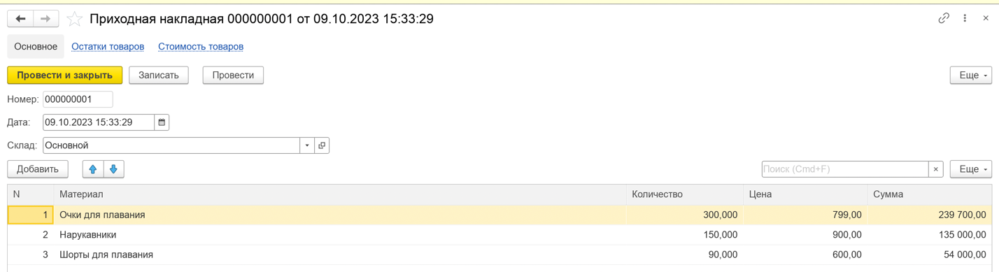 Приходная накладная 000000001 от 09.10.2023 15:33:29
Основное Остатки товаров Стоимость товаров
Провести и закрыть Записать Провести Еще
Номер: 000000001
Дата: 09.10.2023 15:33:29
Склад: Основной
Добавить Поиск (Cmd+F) × Еще
N Материал Количество Цена Сумма
1 Очки для плавания 300,000 799,00 239 700,00
2 Нарукавники 150,000 900,00 135 000,00
3 Шорты для плавания 90,000 600,00 54 000,00